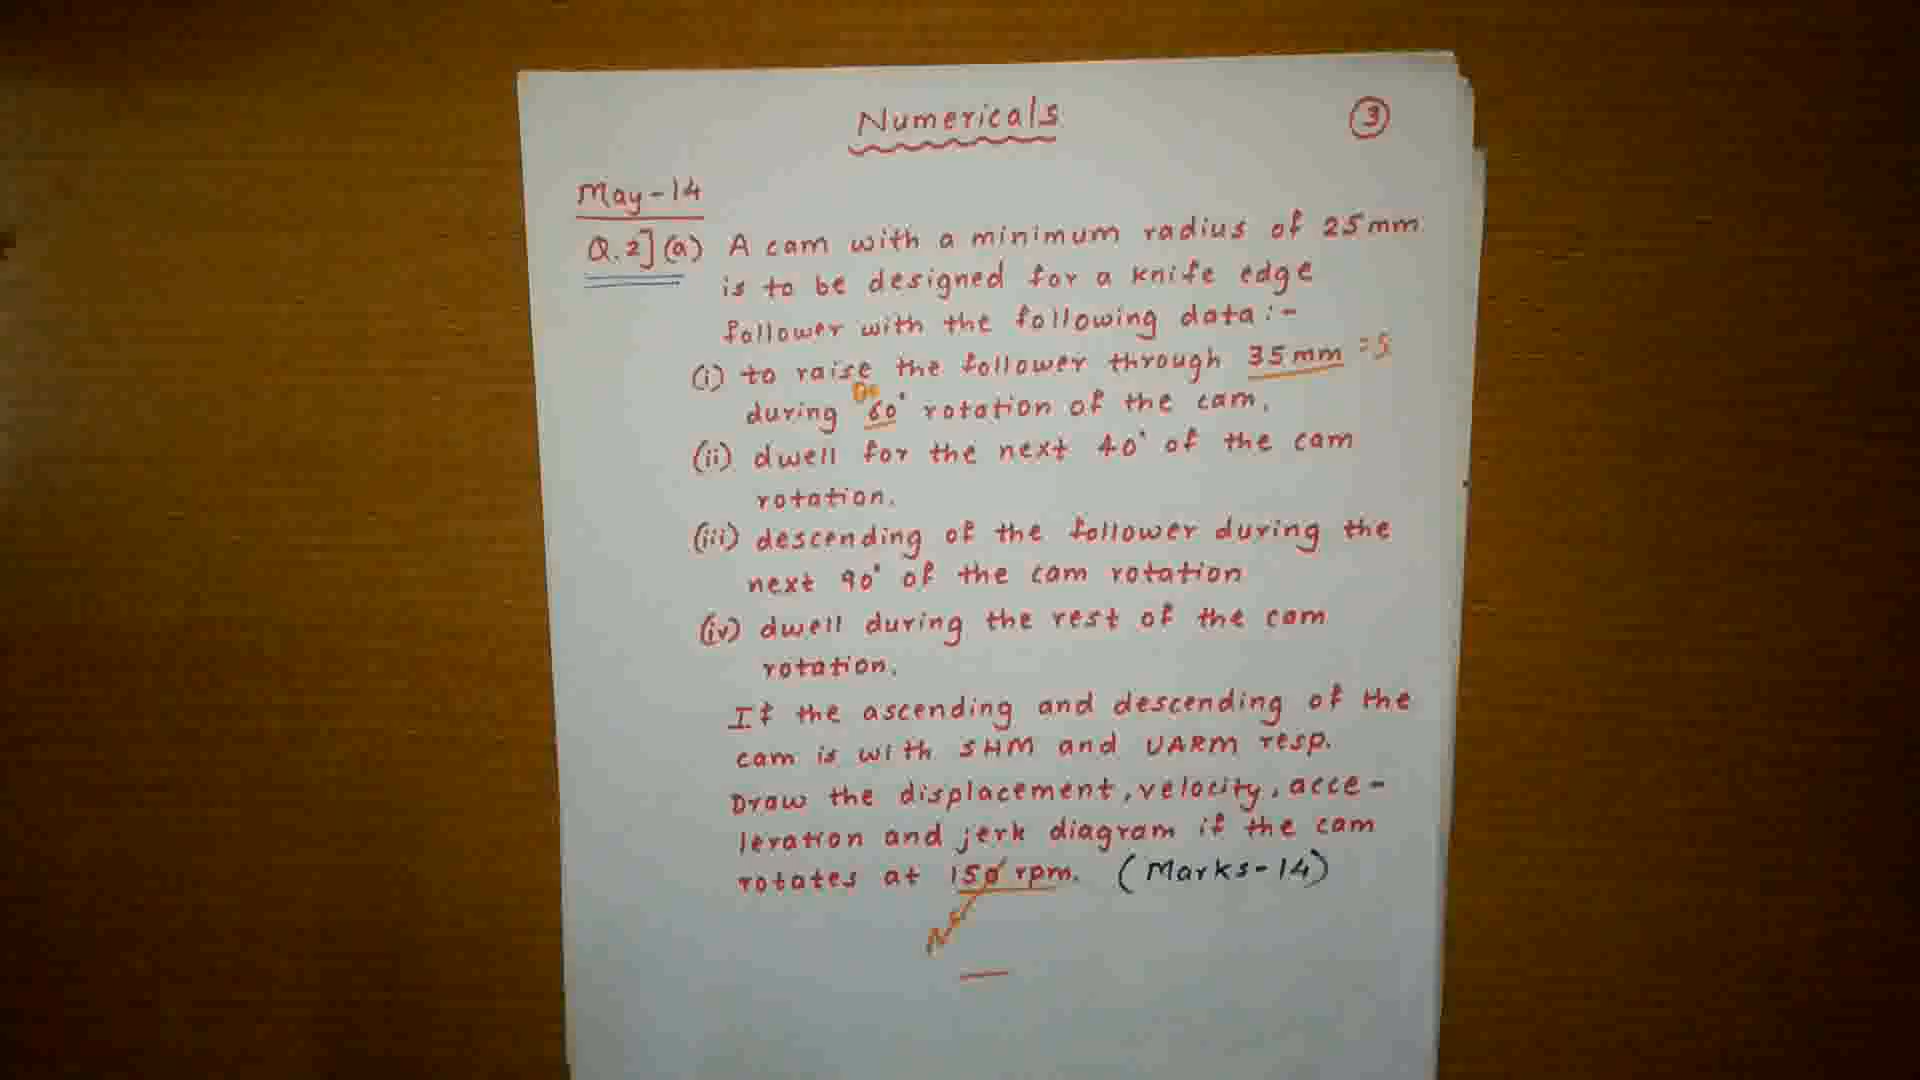 Numericals
3
May-14
Q.2] (a) A cam with a minimum radius of 25mm
is to be designed for a knife edge
follower with the following data:-
(i) to raise the follower through 35mm = S
during 60° rotation of the cam.
(ii) dwell for the next 40° of the cam
rotation.
(iii) descending of the follower during the
next 90° of the cam rotation
(iv) dwell during the rest of the cam
rotation.
If the ascending and descending of the
cam is with SHM and UARM resp.
Draw the displacement, velocity, acce-
leration and jerk diagram if the cam
rotates at 150 rpm. (Marks-14)
N